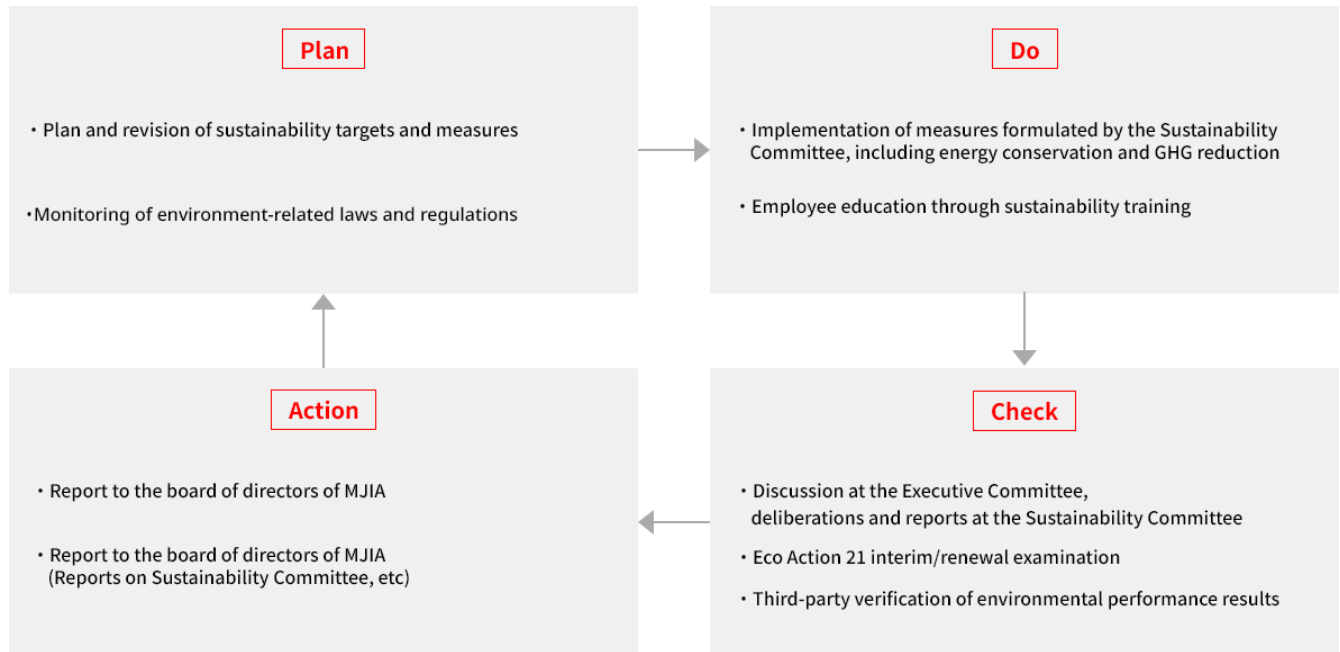 Plan
・Plan and revision of sustainability targets and measures
・Monitoring of environment-related laws and regulations
Do
・Implementation of measures formulated by the Sustainability
Committee, including energy conservation and GHG reduction
・Employee education through sustainability training
Action
・Report to the board of directors of MJIA
・Report to the board of directors of MJIA
(Reports on Sustainability Committee, etc)
Check
・Discussion at the Executive Committee,
deliberations and reports at the Sustainability Committee
・Eco Action 21 interim/renewal examination
・Third-party verification of environmental performance results